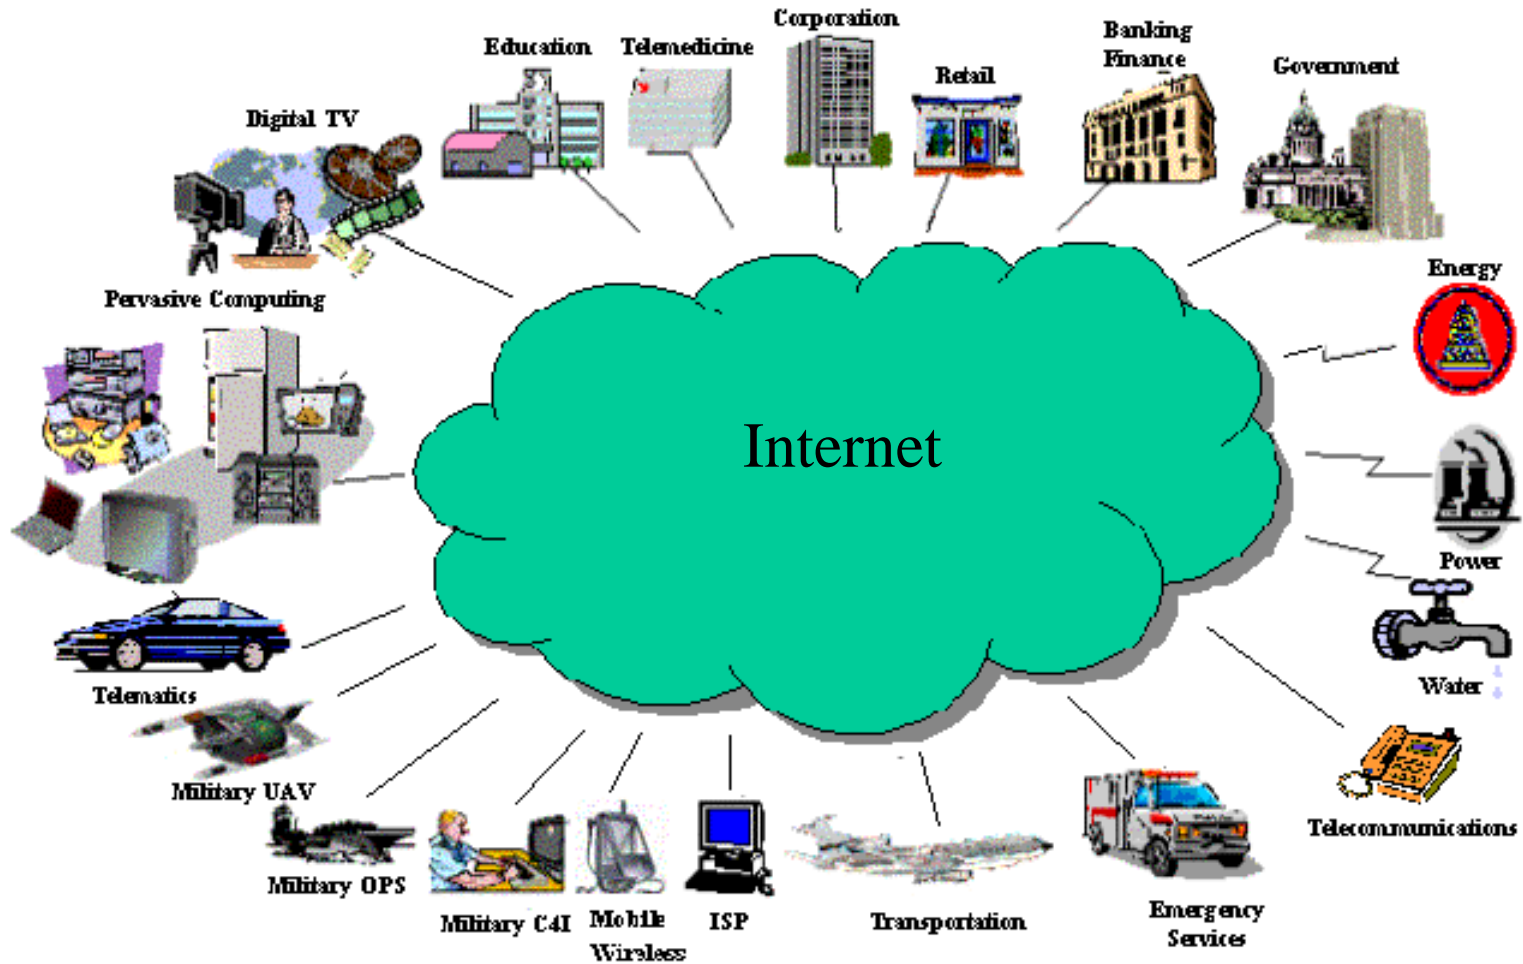 Corporation
Education
Telemedicine
Banking
Finance
Retail
Government
Digital TV
Energy
Pervasive Computing
Internet
Power
Water
Telematics
Military UAV
Telecommunications
Military OPS
Military C4I
Mobile
Wireless
ISP
Transportation
Emergency
Services